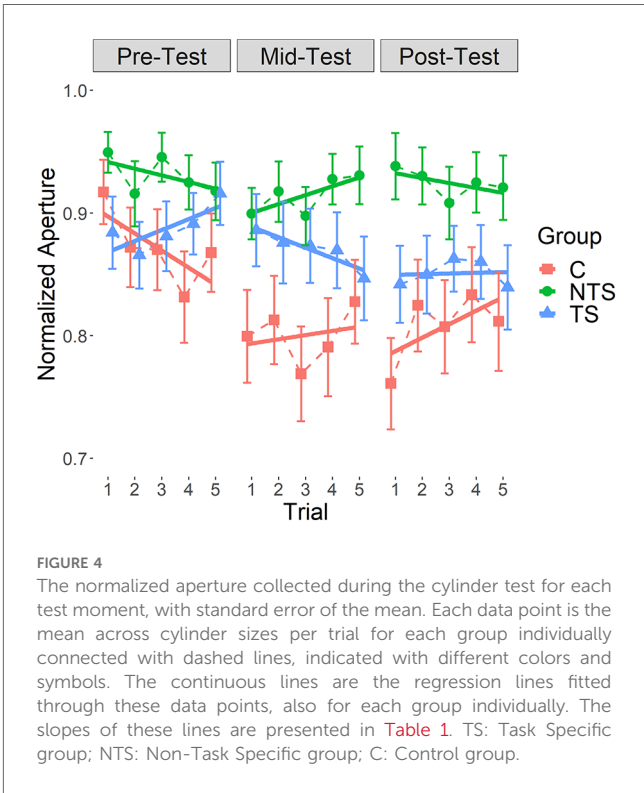 Pre-Test Mid-Test Post-Test
1.0
0.9
0.8
0.7
Normalized Aperture
1 2 3 4 5 1 2 3 4 5 1 2 3 4 5
Trial
Group
C
NTS
TS
FIGURE 4
The normalized aperture collected during the cylinder test for each
test moment, with standard error of the mean. Each data point is the
mean across cylinder sizes per trial for each group individually
connected with dashed lines, indicated with different colors and
symbols. The continuous lines are the regression lines fitted
through these data points, also for each group individually. The
slopes of these lines are presented in Table 1. TS: Task Specific
group; NTS: Non-Task Specific group; C: Control group.